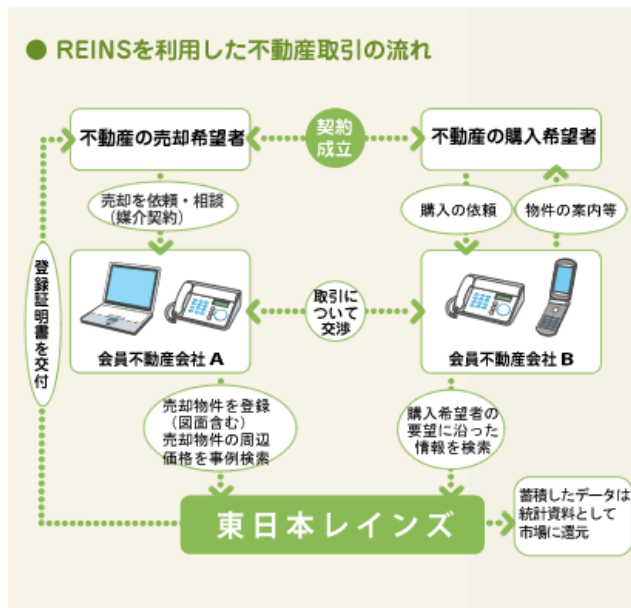 ● REINSを利用した不動産取引の流れ
不動産の売却希望者
契約
成立
不動産の購入希望者
売却を依頼・相談
(媒介契約)
購入の依頼
物件の案内等
登録証明書を交付
取引に
ついて
交渉
会員不動産会社 A
会員不動産会社 B
売却物件を登録
(図面含む)
売却物件の周辺
価格を事例検索
購入希望者の
要望に沿った
情報を検索
東日本レインズ
蓄積したデータは
統計資料として
市場に還元